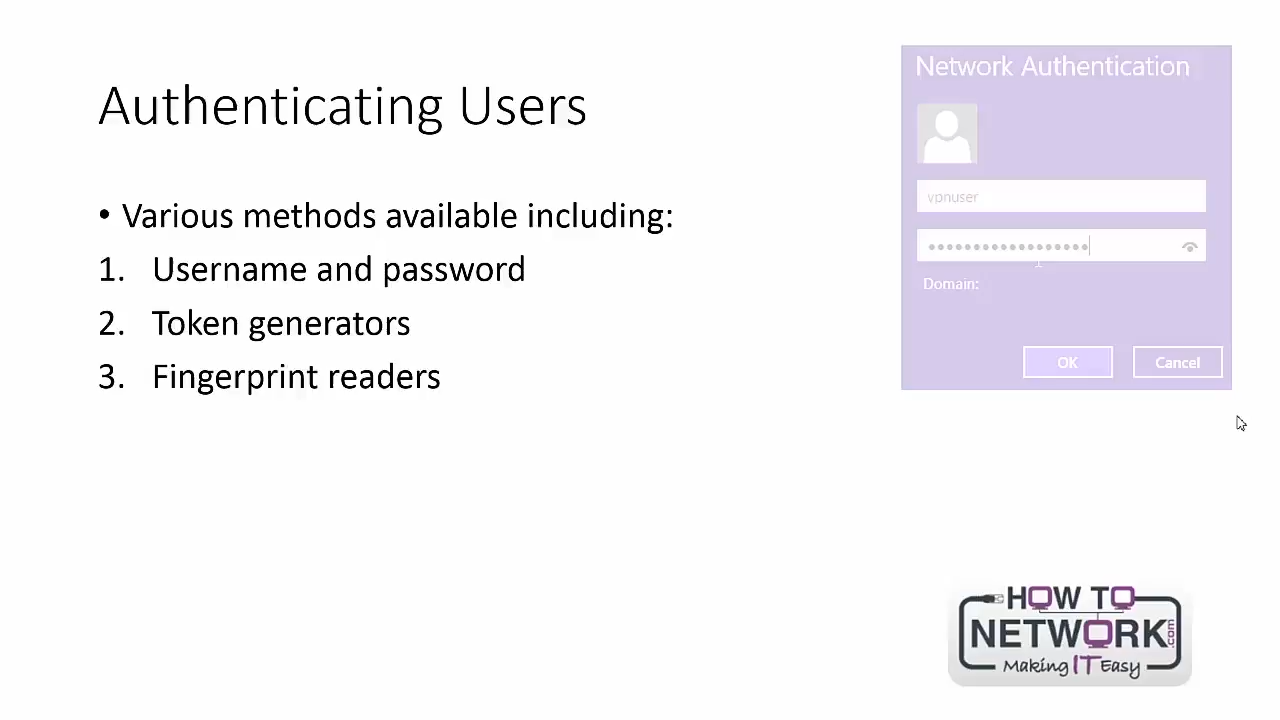 Authenticating Users
• Various methods available including:
1. Username and password
2. Token generators
3. Fingerprint readers
Network Authentication
vpnuser
••••••••••••••••••
Domain:
OK
Cancel
HOW TO
NETWORK.com
Making IT Easy